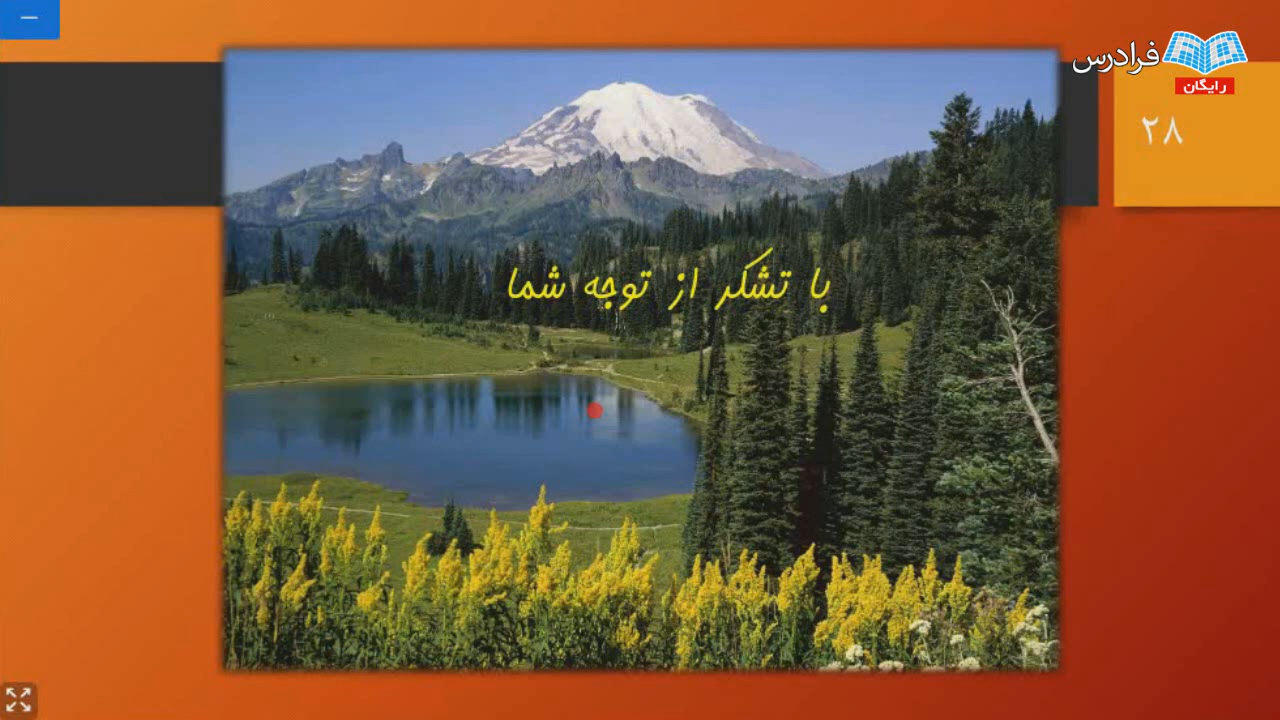 فرادرس
رایگان
۲۸
با تشکر از توجه شما